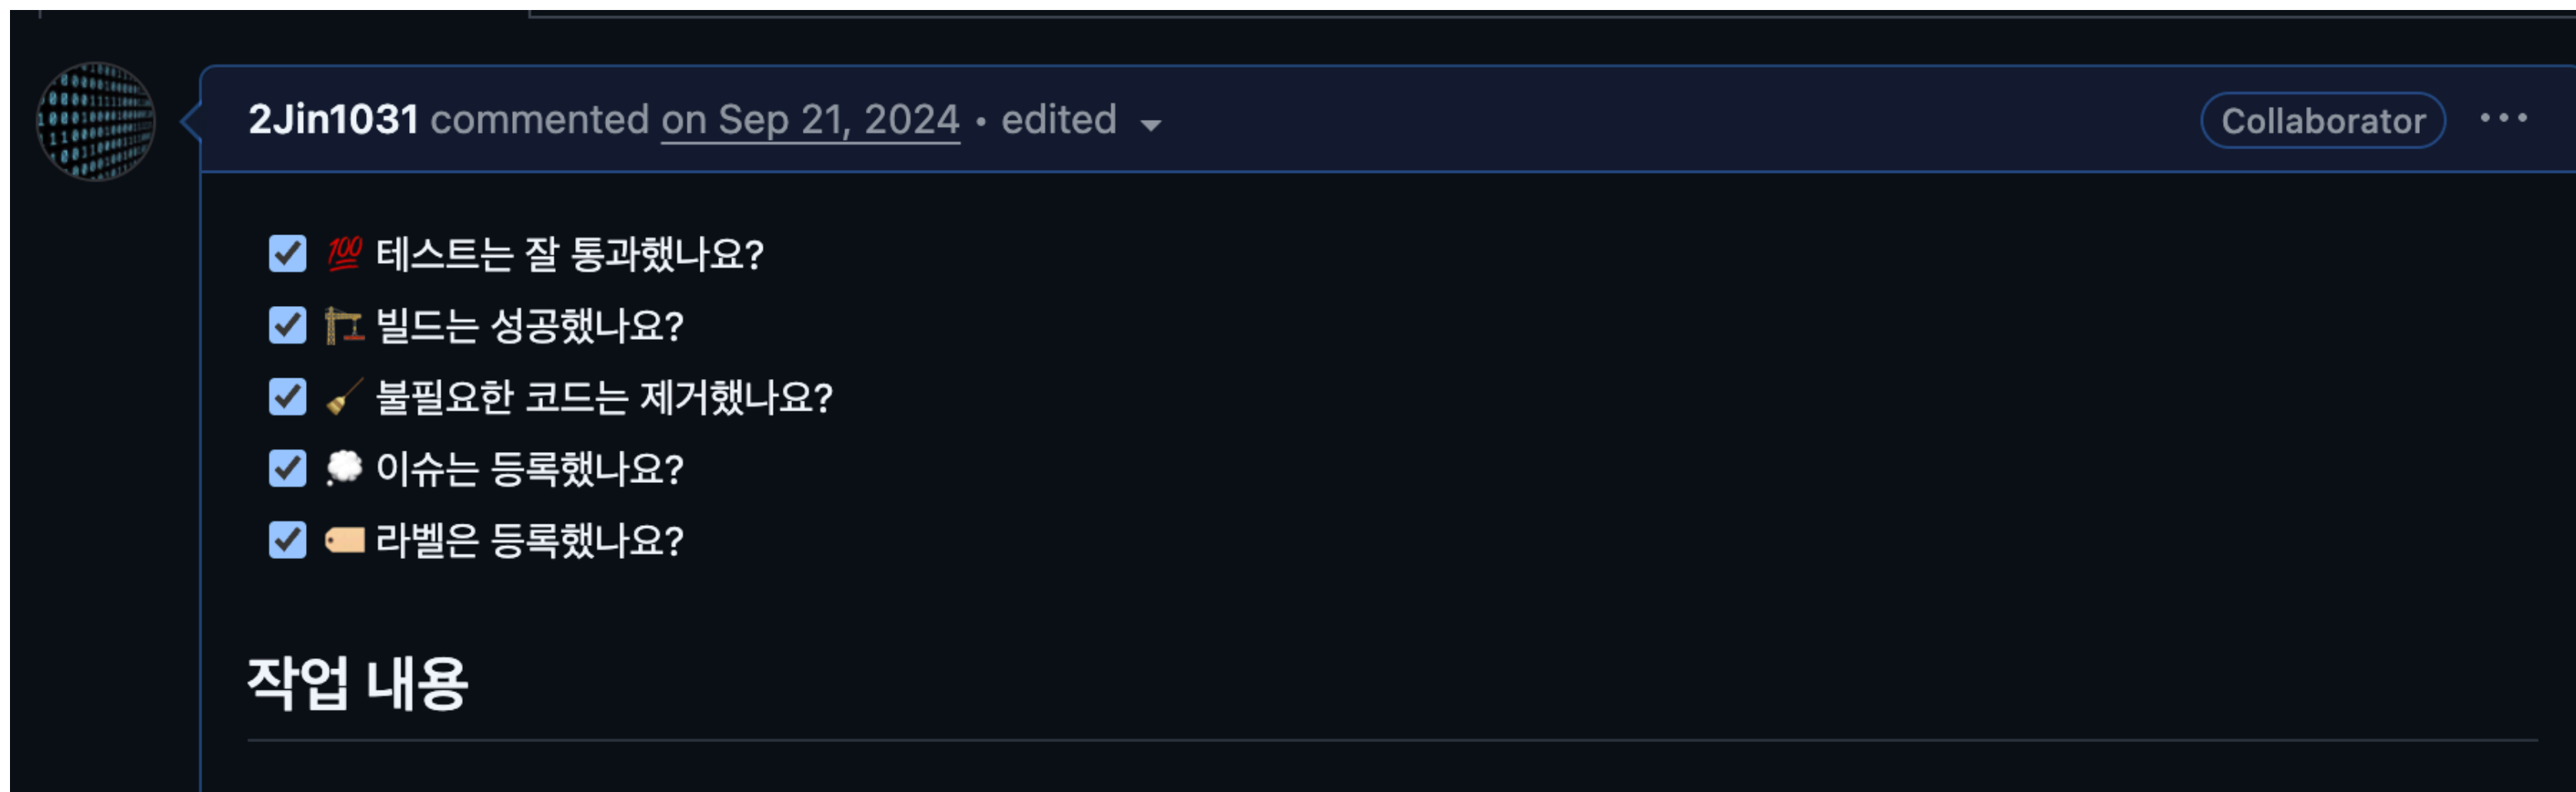 2Jin1031 commented on Sep 21, 2024 • edited
Collaborator
💯 테스트는 잘 통과했나요?
🏗️ 빌드는 성공했나요?
🧹 불필요한 코드는 제거했나요?
💭 이슈는 등록했나요?
🏷️ 라벨은 등록했나요?
작업 내용